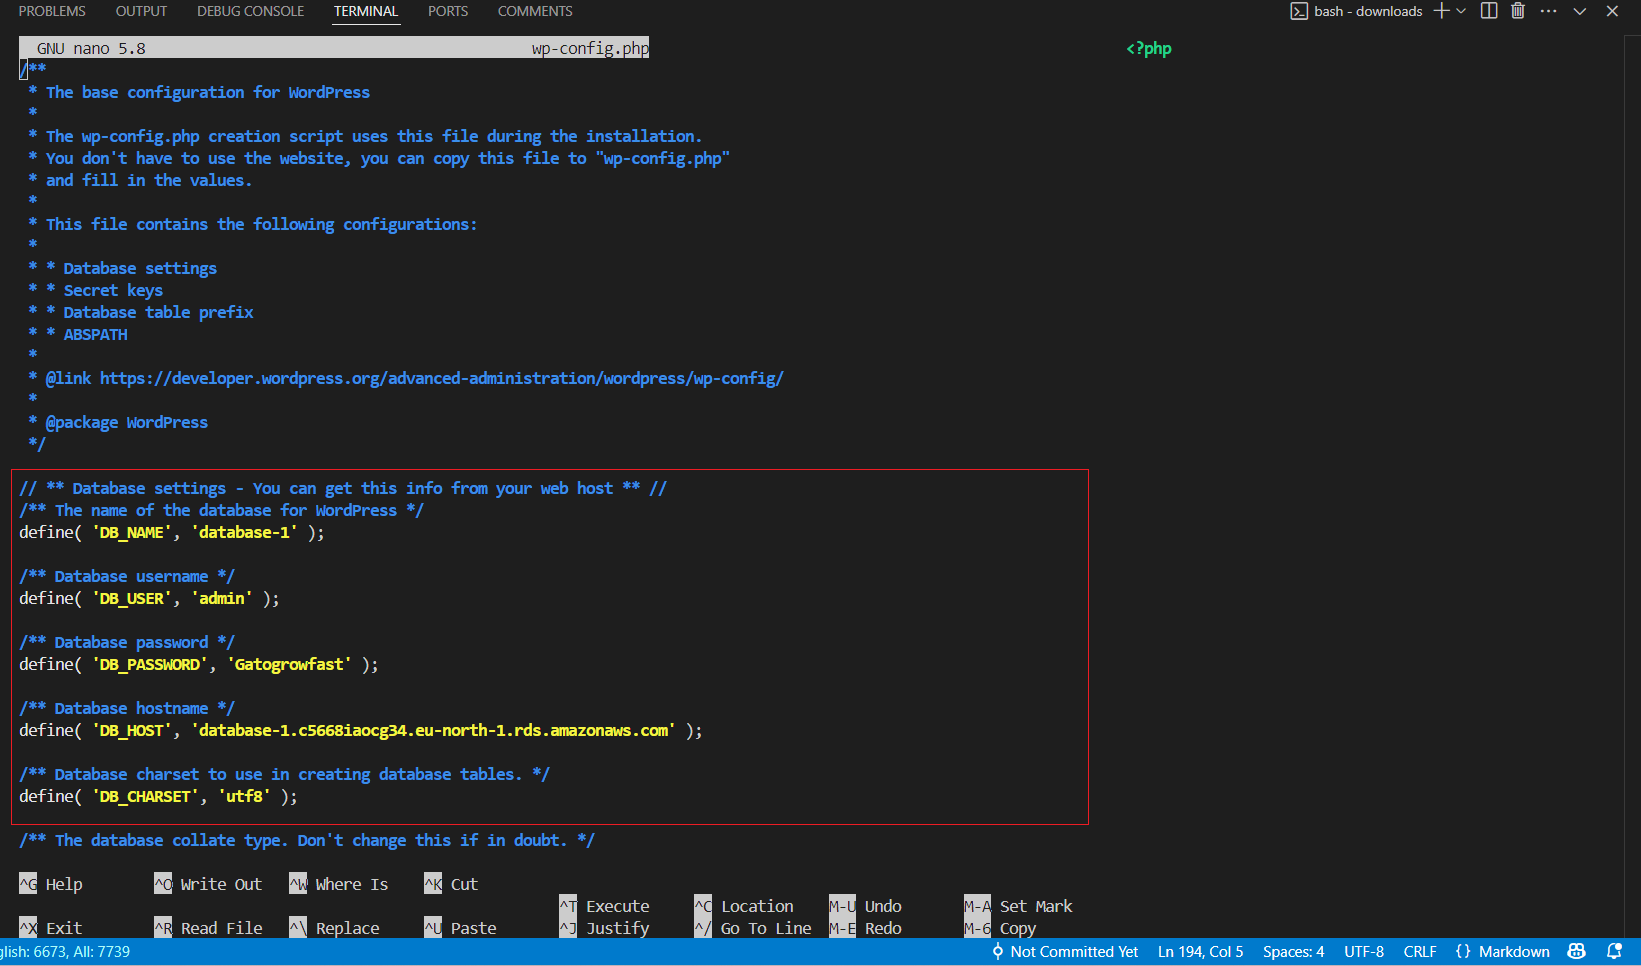 PROBLEMS OUTPUT DEBUG CONSOLE TERMINAL PORTS COMMENTS bash - downloads
GNU nano 5.8 wp-config.php <?php
/**
* The base configuration for WordPress
*
* The wp-config.php creation script uses this file during the installation.
* You don't have to use the website, you can copy this file to "wp-config.php"
* and fill in the values.
*
* This file contains the following configurations:
*
* * Database settings
* * Secret keys
* * Database table prefix
* * ABSPATH
*
* @link https://developer.wordpress.org/advanced-administration/wordpress/wp-config/
*
* @package WordPress
*/
// ** Database settings - You can get this info from your web host ** //
/** The name of the database for WordPress */
define( 'DB_NAME', 'database-1' );
/** Database username */
define( 'DB_USER', 'admin' );
/** Database password */
define( 'DB_PASSWORD', 'Gatogrowfast' );
/** Database hostname */
define( 'DB_HOST', 'database-1.c5668iaocg34.eu-north-1.rds.amazonaws.com' );
/** Database charset to use in creating database tables. */
define( 'DB_CHARSET', 'utf8' );
/** The database collate type. Don't change this if in doubt. */
^G Help ^O Write Out ^W Where Is ^K Cut
^T Execute ^C Location M-U Undo M-A Set Mark
^X Exit ^R Read File ^\ Replace ^U Paste ^J Justify ^/ Go To Line M-E Redo M-6 Copy
glish: 6673, All: 7739 Not Committed Yet Ln 194, Col 5 Spaces: 4 UTF-8 CRLF {} Markdown